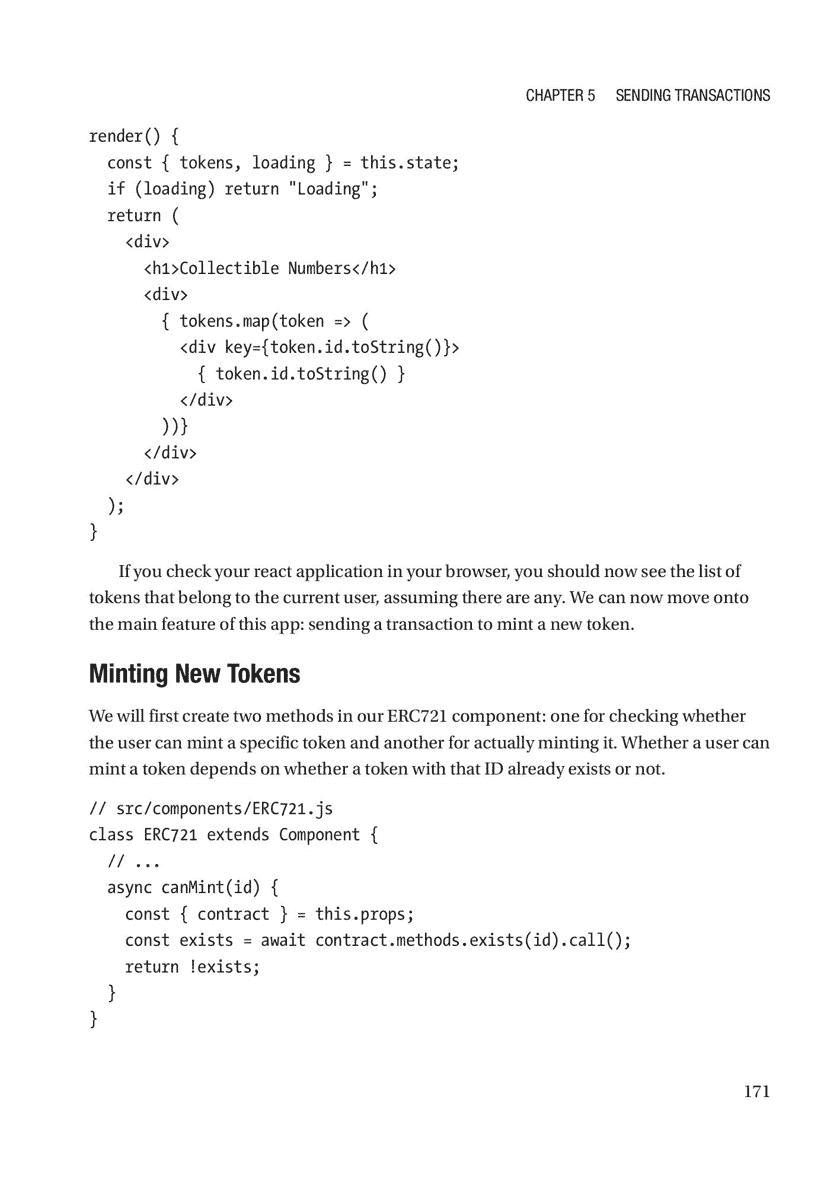 CHAPTER 5 SENDING TRANSACTIONS
render() {
  const { tokens, loading } = this.state;
  if (loading) return "Loading";
  return (
    <div>
      <h1>Collectible Numbers</h1>
      <div>
        { tokens.map(token => (
          <div key={token.id.toString()}>
            { token.id.toString() }
          </div>
        ))}
      </div>
    </div>
  );
}
If you check your react application in your browser, you should now see the list of
tokens that belong to the current user, assuming there are any. We can now move onto
the main feature of this app: sending a transaction to mint a new token.
Minting New Tokens
We will first create two methods in our ERC721 component: one for checking whether
the user can mint a specific token and another for actually minting it. Whether a user can
mint a token depends on whether a token with that ID already exists or not.
// src/components/ERC721.js
class ERC721 extends Component {
  // ...
  async canMint(id) {
    const { contract } = this.props;
    const exists = await contract.methods.exists(id).call();
    return !exists;
  }
}
171